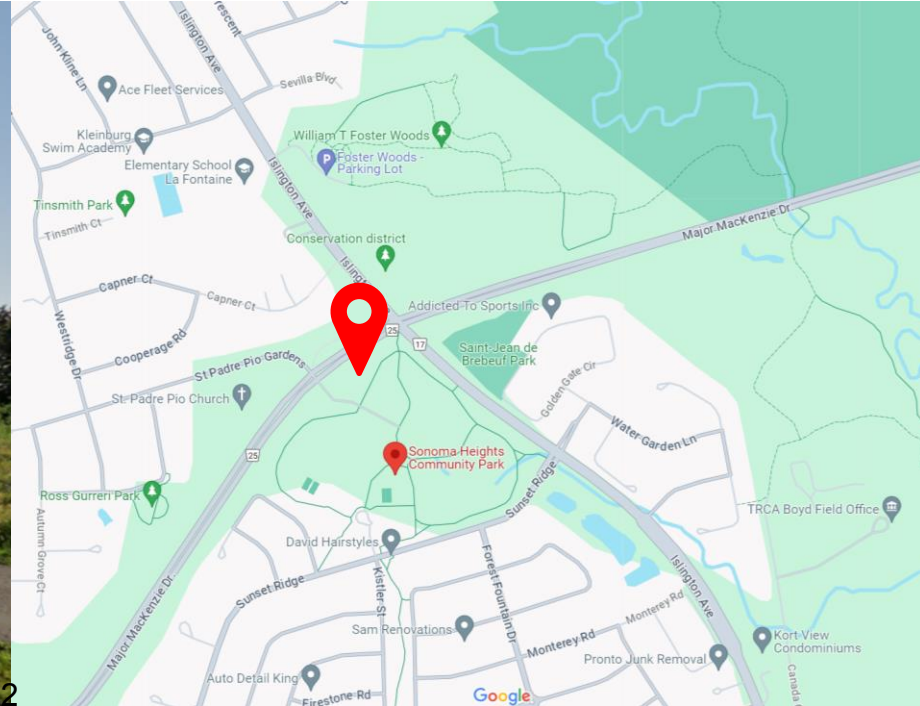 rescent
Islington Ave
John Kline Ln
Ace Fleet Services
Sevilla Blvd
Kleinburg
Swim Academy
William T Foster Woods
P
Foster Woods -
Parking Lot
Elementary School
La Fontaine
Islington Ave
Tinsmith Park
Tinsmith Ct
Major MacKenzie Dr
Conservation district
Capner Ct
Capner Ct
Addicted To Sports Inc
25
17
Saint-Jean de
Brebeuf Park
Westridge Dr
Cooperage Rd
St Padre Pio Gardens
Golden Gate Cir
St. Padre Pio Church
Water Garden Ln
25
Sonoma Heights
Community Park
Sunset Ridge
Ross Gurreri Park
TRCA Boyd Field Office
Autumn Grove Ct
David Hairstyles
Sunset Ridge
Kistler St
Forest Fountain Dr
Islington Ave
Major MacKenzie Dr
Sam Renovations
Monterey Rd
Monterey Rd
Kort View
Condominiums
Pronto Junk Removal
Auto Detail King
Firestone Rd
Google
Canada
2